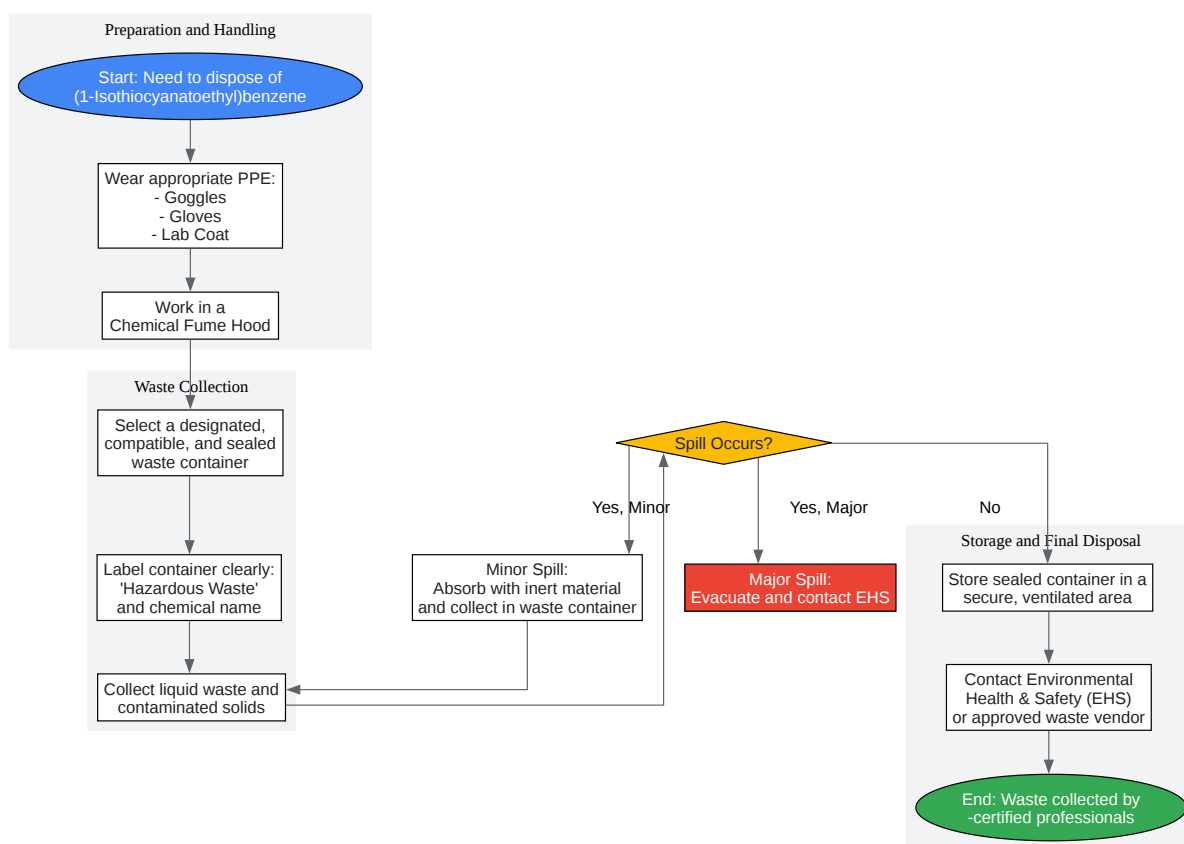 Preparation and Handling
Start: Need to dispose of
(1-Isothiocyanatoethyl)benzene
Wear appropriate PPE:
- Goggles
- Gloves
- Lab Coat
Work in a
Chemical Fume Hood
Waste Collection
Select a designated,
compatible, and sealed
waste container
Label container clearly:
'Hazardous Waste'
and chemical name
Collect liquid waste and
contaminated solids
Spill Occurs?
Yes, Minor
Yes, Major
No
Minor Spill:
Absorb with inert material
and collect in waste container
Major Spill:
Evacuate and contact EHS
Storage and Final Disposal
Store sealed container in a
secure, ventilated area
Contact Environmental
Health & Safety (EHS)
or approved waste vendor
End: Waste collected by
-certified professionals